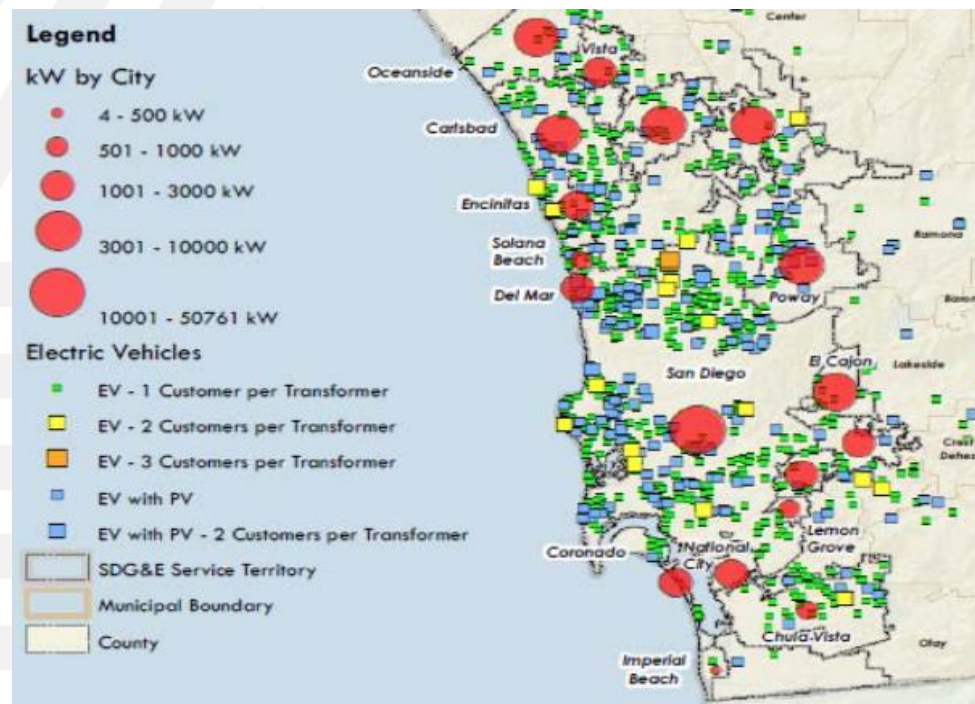 Legend
kW by City
4 - 500 kW
501 - 1000 kW
1001 - 3000 kW
3001 - 10000 kW
10001 - 50761 kW
Electric Vehicles
EV - 1 Customer per Transformer
EV - 2 Customers per Transformer
EV - 3 Customers per Transformer
EV with PV
EV with PV - 2 Customers per Transformer
SDG&E Service Territory
Municipal Boundary
County
Center
Vista
Oceanside
Carlsbad
Encinitas
Ramona
Solana
Beach
Del Mar
Poway
El Cajon
Lakeside
San Diego
Crest
Lemon
Grove
Coronado
National
City
Chula Vista
Otay
Imperial
Beach